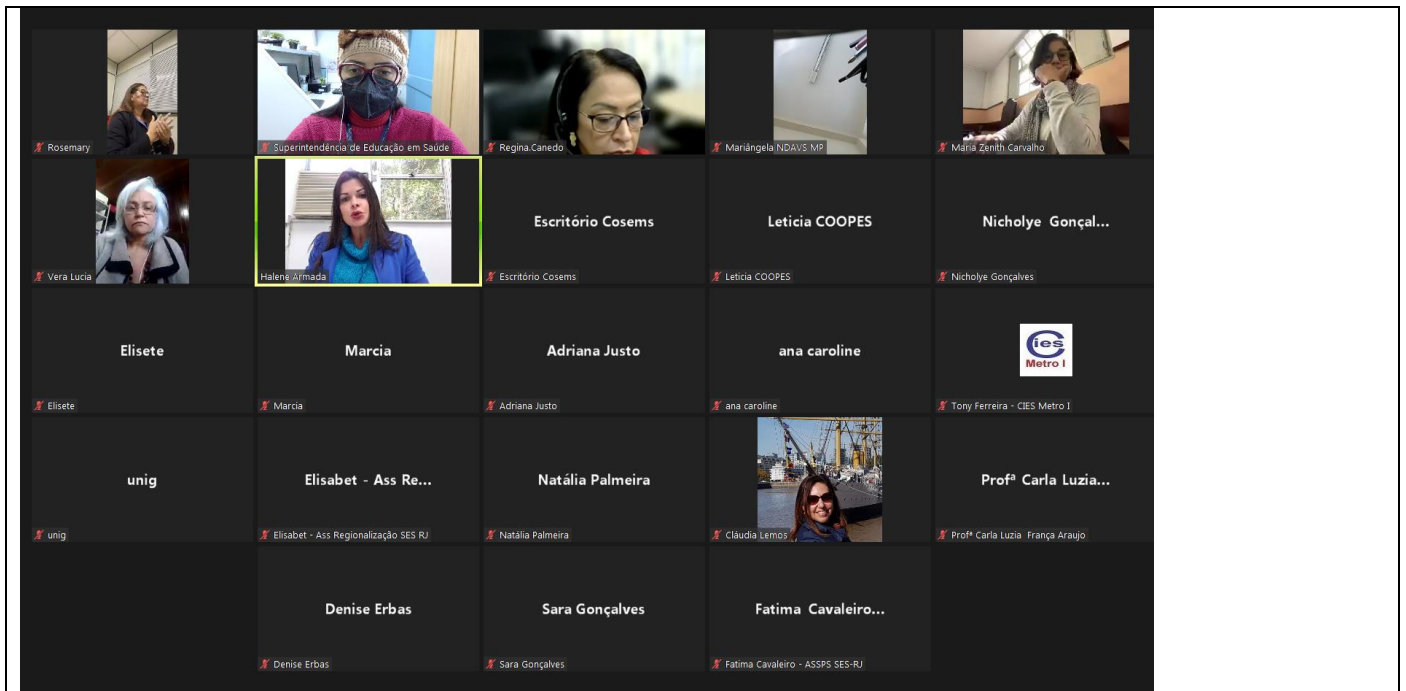 Rosemary
Superintendência de Educação em Saúde
Regina.Canedo
Mariângela NDAVS MP
Maria Zenith Carvalho
Vera Lucia
Halene Armada
Escritório Cosems
Escritório Cosems
Leticia COOPES
Leticia COOPES
Nicholye Gonçal...
Nicholye Gonçalves
Elisete
Elisete
Marcia
Marcia
Adriana Justo
Adriana Justo
ana caroline
ana caroline
Cies
Metro I
Tony Ferreira - CIES Metro I
unig
unig
Elisabet - Ass Re...
Elisabet - Ass Regionalização SES RJ
Natália Palmeira
Natália Palmeira
Cláudia Lemos
Profª Carla Luzia...
Profª Carla Luzia França Araujo
Denise Erbas
Denise Erbas
Sara Gonçalves
Sara Gonçalves
Fatima Cavaleiro...
Fatima Cavaleiro - ASSPS SES-RJ